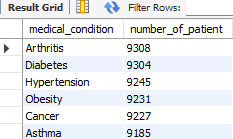 Result Grid Filter Rows:
medical_condition number_of_patient
Arthritis 9308
Diabetes 9304
Hypertension 9245
Obesity 9231
Cancer 9227
Asthma 9185